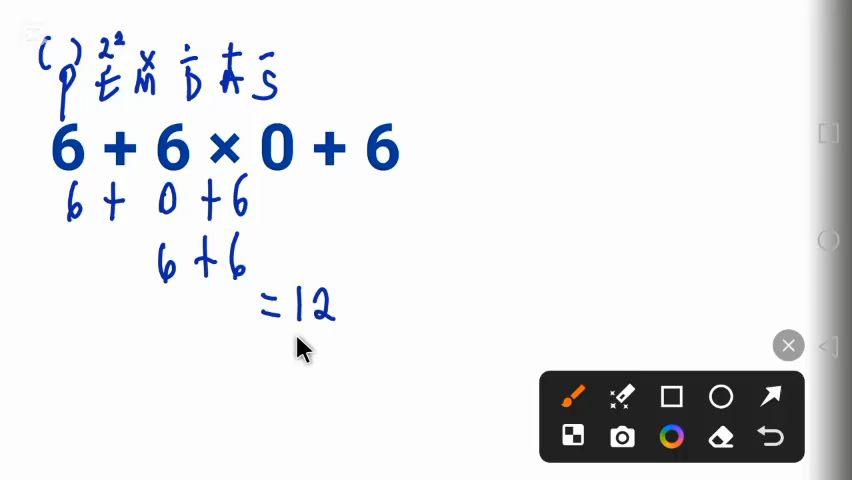 ( ) 2² × ÷ + −
P E M D A S
6 + 6 × 0 + 6
6 + 0 + 6
6 + 6
= 12